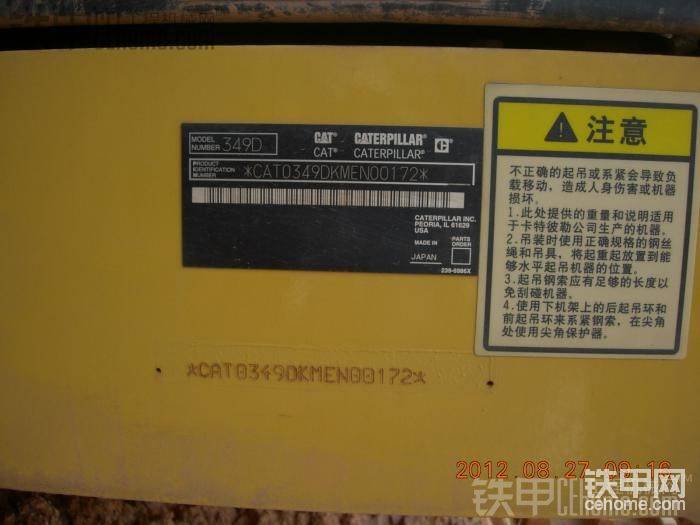 MODEL NUMBER 349D
CAT® CATERPILLAR®
CAT® CATERPILLAR®
PRODUCT IDENTIFICATION NUMBER *CAT0349DKMEN00172*
CATERPILLAR INC.
PEORIA, IL 61629
USA
MADE IN
JAPAN
PARTS ORDER
*CAT0349DKMEN00172*
注意
不正确的起吊或系紧会导致负
载移动，造成人身伤害或机器
损坏。
1.此处提供的重量和说明适用
于卡特彼勒公司生产的机器。
2.吊装时使用正确规格的钢丝
绳和吊具，将起重起放置到能
够水平起吊机器的位置。
3.起吊钢索应有足够的长度以
免刮碰机器。
4.使用下机架上的后起吊环和
前起吊环来系紧钢索，在尖角
处使用尖角保护器。
2012.08.27 09:16
铁甲网
cehome.com